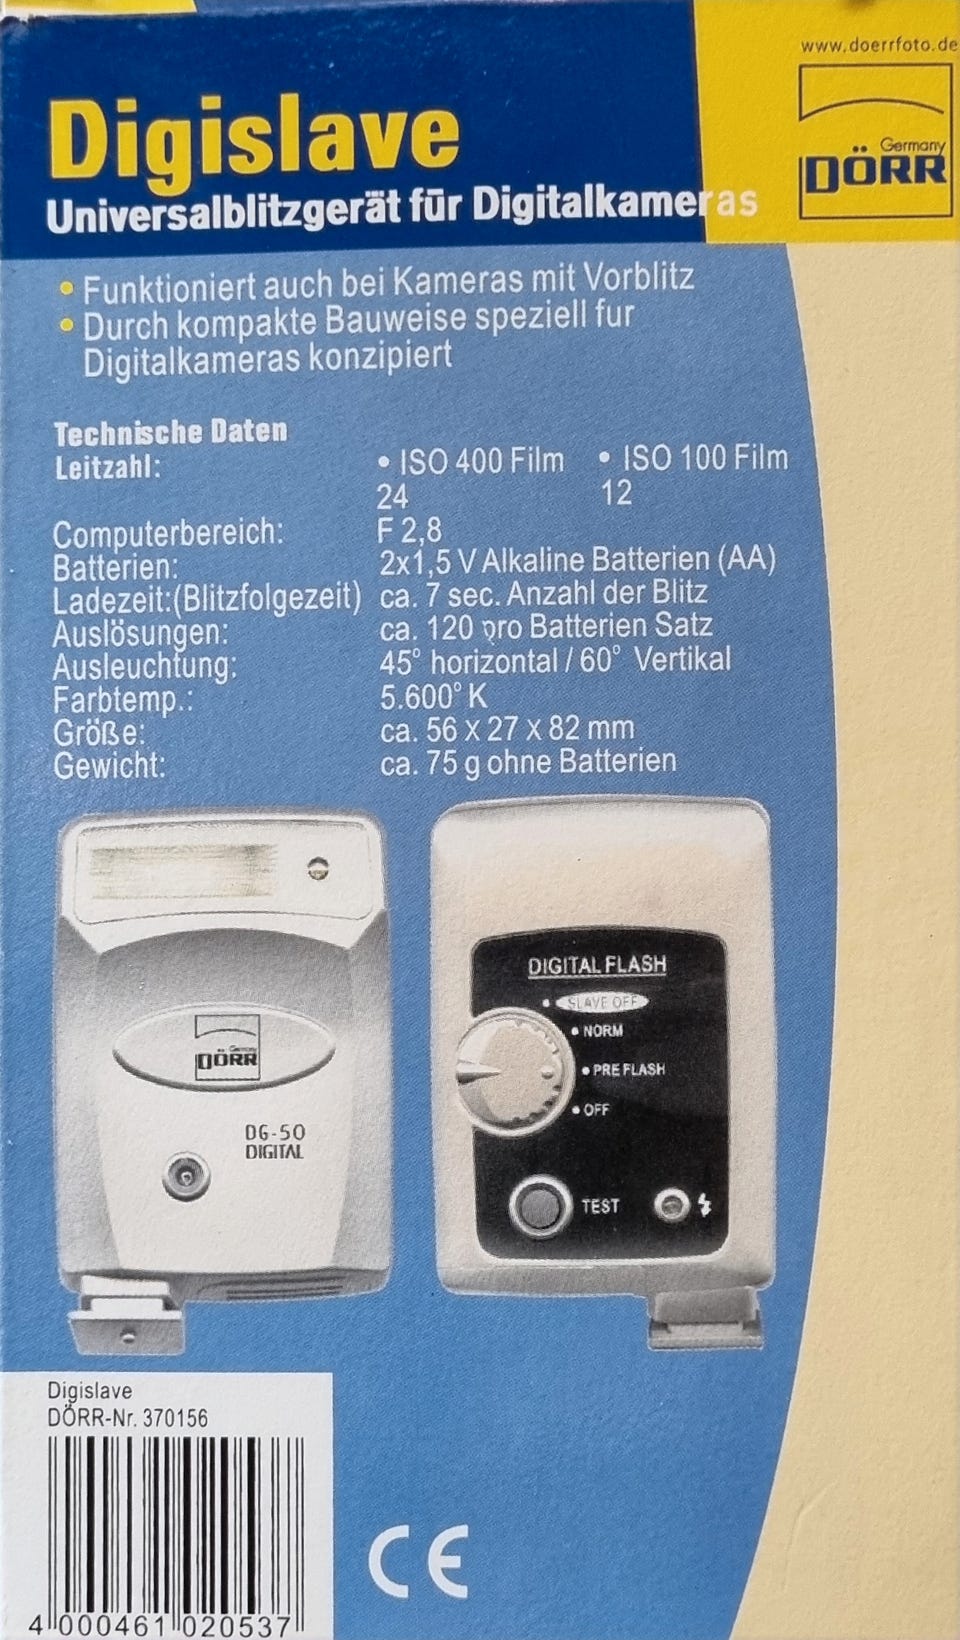 www.doerrfoto.de
Germany
DÖRR
Digislave
Universalblitzgerät für Digitalkameras
• Funktioniert auch bei Kameras mit Vorblitz
• Durch kompakte Bauweise speziell fur
Digitalkameras konzipiert
Technische Daten
Leitzahl: • ISO 400 Film • ISO 100 Film
24 12
Computerbereich: F 2,8
Batterien: 2x1,5 V Alkaline Batterien (AA)
Ladezeit:(Blitzfolgezeit) ca. 7 sec. Anzahl der Blitz
Auslösungen: ca. 120 pro Batterien Satz
Ausleuchtung: 45° horizontal / 60° Vertikal
Farbtemp.: 5.600° K
Größe: ca. 56 x 27 x 82 mm
Gewicht: ca. 75 g ohne Batterien
Germany
DÖRR
DG-50
DIGITAL
DIGITAL FLASH
• SLAVE OFF
• NORM
• PRE FLASH
• OFF
TEST
Digislave
DÖRR-Nr. 370156
4 000461 020537
CE